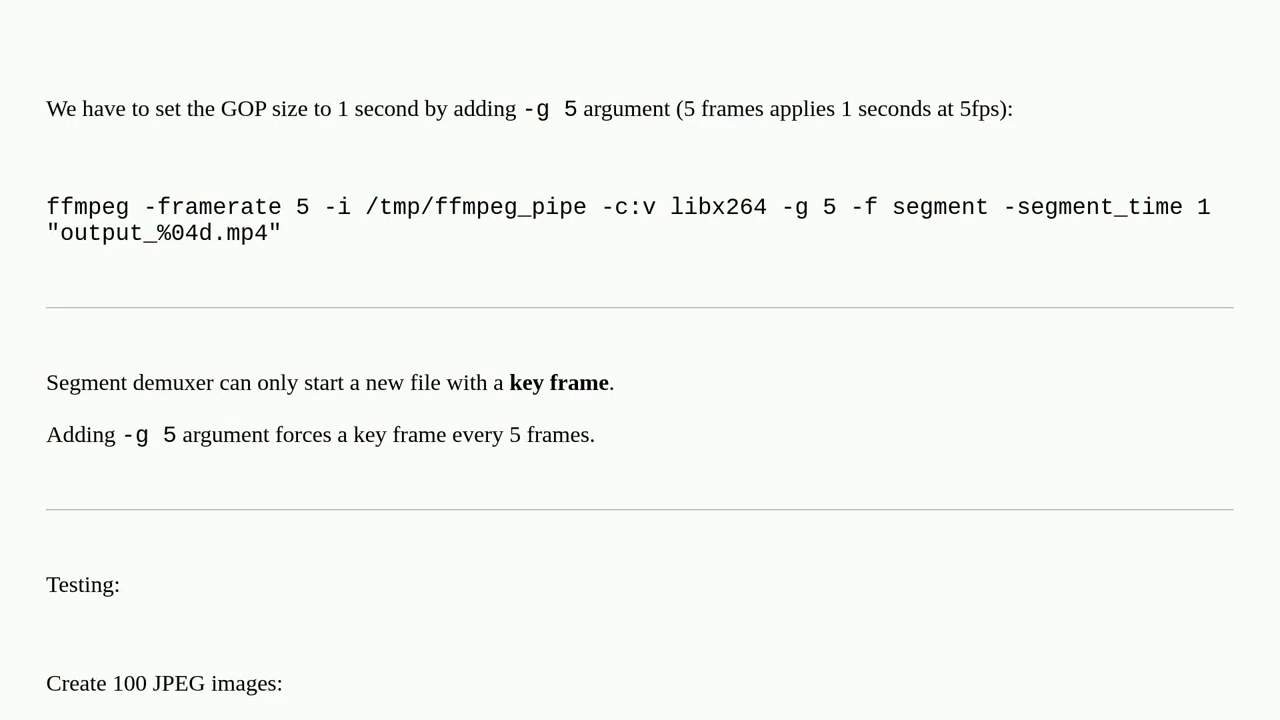 We have to set the GOP size to 1 second by adding -g 5 argument (5 frames applies 1 seconds at 5fps):
ffmpeg -framerate 5 -i /tmp/ffmpeg_pipe -c:v libx264 -g 5 -f segment -segment_time 1
"output_%04d.mp4"
Segment demuxer can only start a new file with a key frame.
Adding -g 5 argument forces a key frame every 5 frames.
Testing:
Create 100 JPEG images: